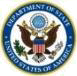 DEPARTMENT OF STATE
UNITED STATES OF AMERICA